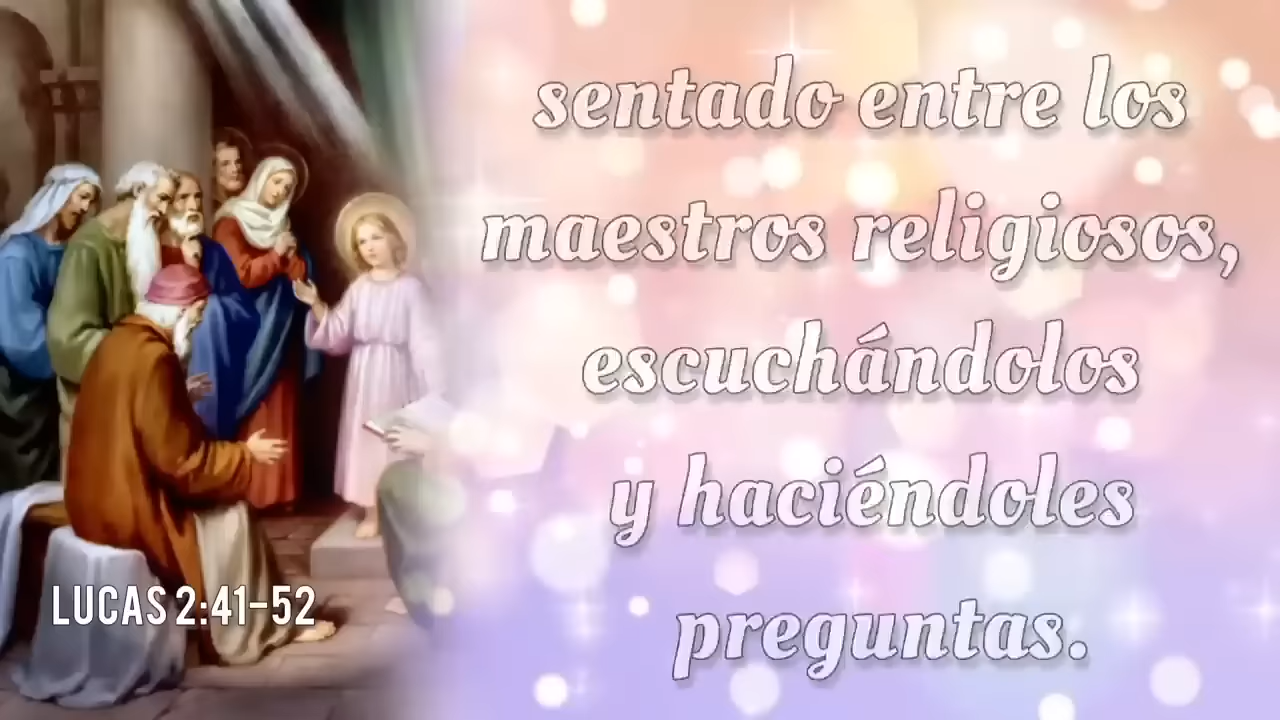 sentado entre los
maestros religiosos,
escuchándolos
y haciéndoles
preguntas.
LUCAS 2:41-52